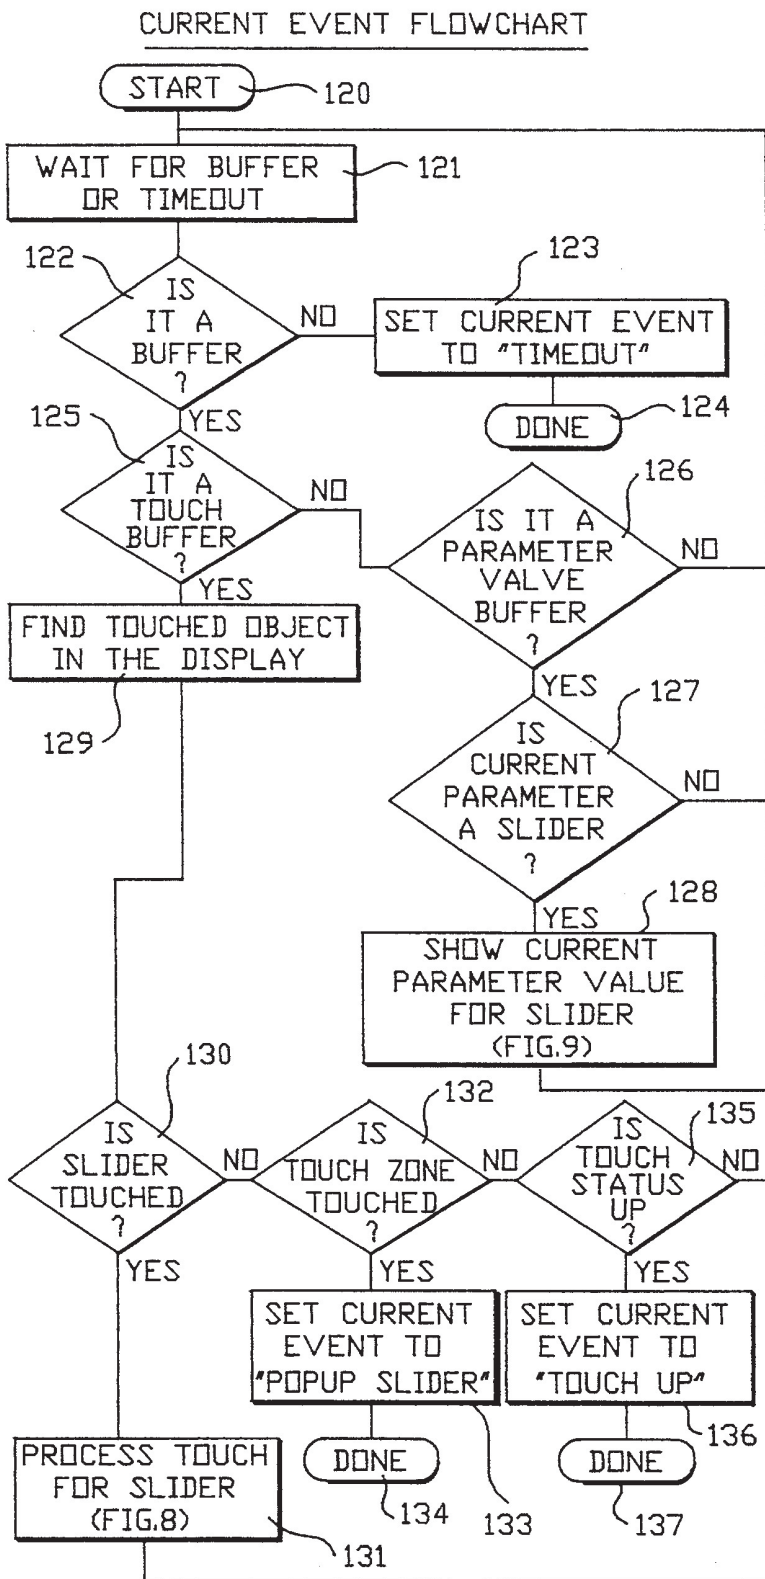 CURRENT EVENT FLOWCHART
START
120
WAIT FOR BUFFER
OR TIMEOUT
121
122
IS
IT A
BUFFER
?
NO
123
SET CURRENT EVENT
TO "TIMEOUT"
YES
DONE
124
125
IS
IT A
TOUCH
BUFFER
?
NO
126
IS IT A
PARAMETER
VALVE
BUFFER
?
NO
YES
FIND TOUCHED OBJECT
IN THE DISPLAY
129
YES
127
IS
CURRENT
PARAMETER
A SLIDER
?
NO
YES
128
SHOW CURRENT
PARAMETER VALUE
FOR SLIDER
(FIG.9)
130
IS
SLIDER
TOUCHED
?
NO
132
IS
TOUCH ZONE
TOUCHED
?
NO
135
IS
TOUCH
STATUS
UP
?
NO
YES
YES
YES
SET CURRENT
EVENT TO
"POPUP SLIDER"
SET CURRENT
EVENT TO
"TOUCH UP"
136
PROCESS TOUCH
FOR SLIDER
(FIG.8)
131
DONE
134
133
DONE
137